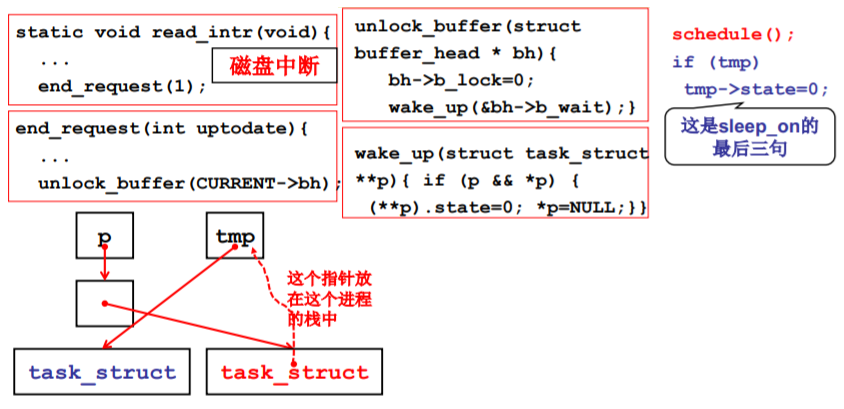 static void read_intr(void){
...
end_request(1);
磁盘中断
end_request(int uptodate){
...
unlock_buffer(CURRENT->bh);
unlock_buffer(struct
buffer_head * bh){
bh->b_lock=0;
wake_up(&bh->b_wait);}
wake_up(struct task_struct
**p){ if (p && *p) {
(**p).state=0; *p=NULL;}}
schedule();
if (tmp)
tmp->state=0;
这是sleep_on的
最后三句
p
tmp
这个指针放
在这个进程
的栈中
task_struct
task_struct